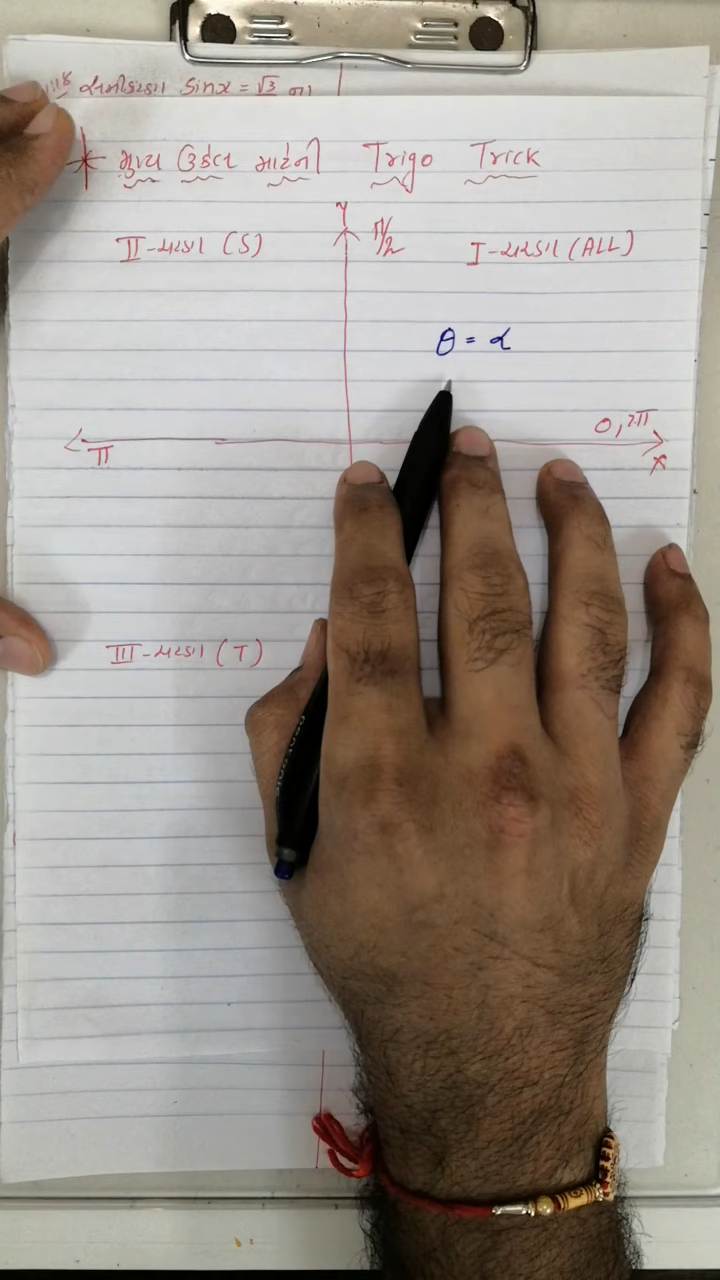 સમીકરણ sinx = √3 ના
* મુખ્ય ઉકેલ માટેની Trigo Trick
Y
II-ચરણ (S) π/2 I-ચરણ (ALL)
θ = α
π 0, 2π
x
III-ચરણ (T)